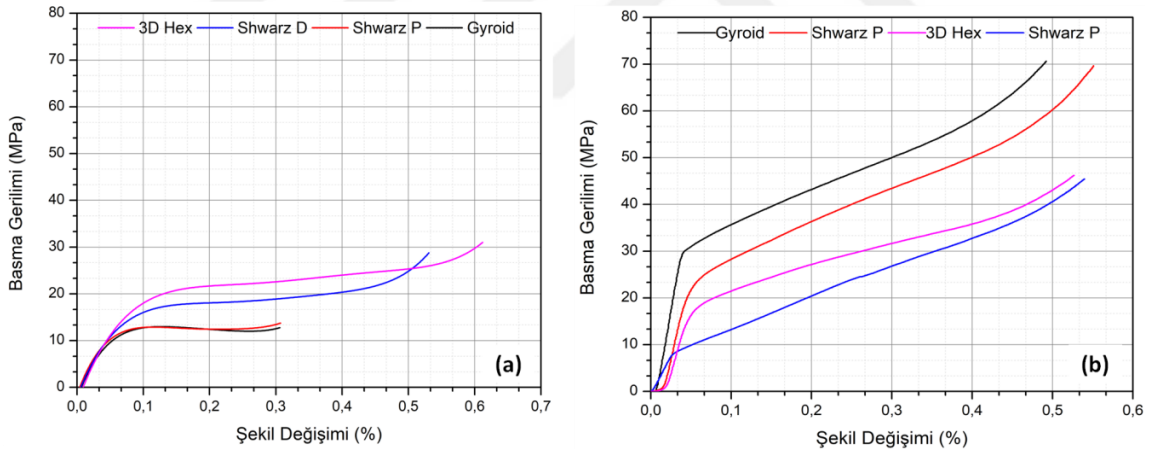 3D Hex Shwarz D Shwarz P Gyroid
80
70
60
50
40
30
20
10
0
Basma Gerilimi (MPa)
0,0 0,1 0,2 0,3 0,4 0,5 0,6 0,7
Şekil Değişimi (%)
(a)
Gyroid Shwarz P 3D Hex Shwarz P
80
70
60
50
40
30
20
10
0
Basma Gerilimi (MPa)
0,0 0,1 0,2 0,3 0,4 0,5 0,6
Şekil Değişimi (%)
(b)